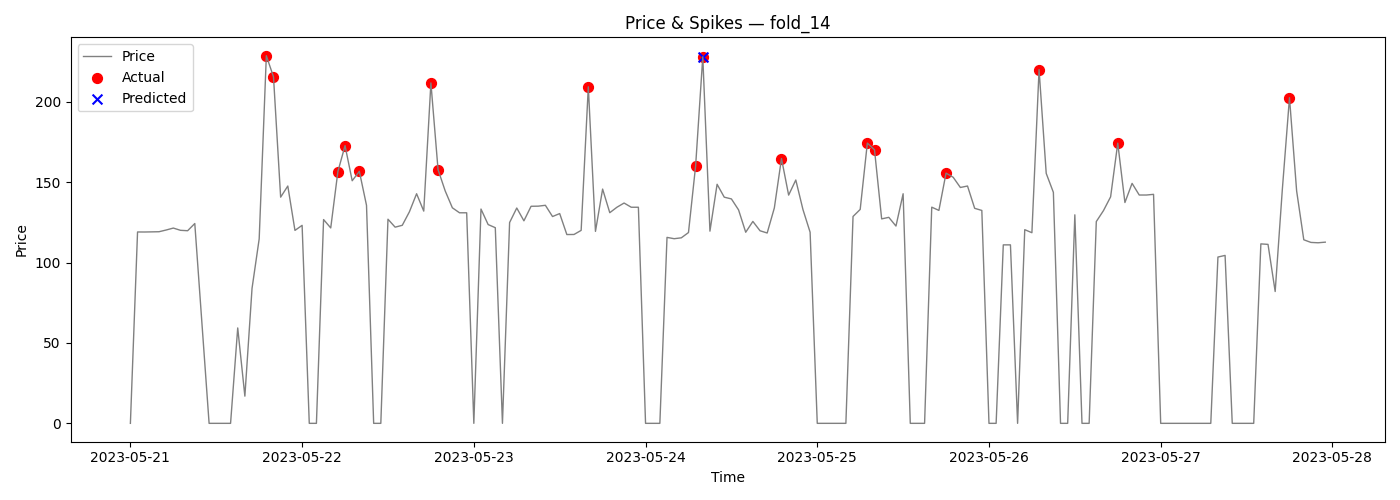 Price & Spikes — fold_14
Price
Actual
Predicted
Price
200
150
100
50
0
2023-05-21
2023-05-22
2023-05-23
2023-05-24
2023-05-25
2023-05-26
2023-05-27
2023-05-28
Time